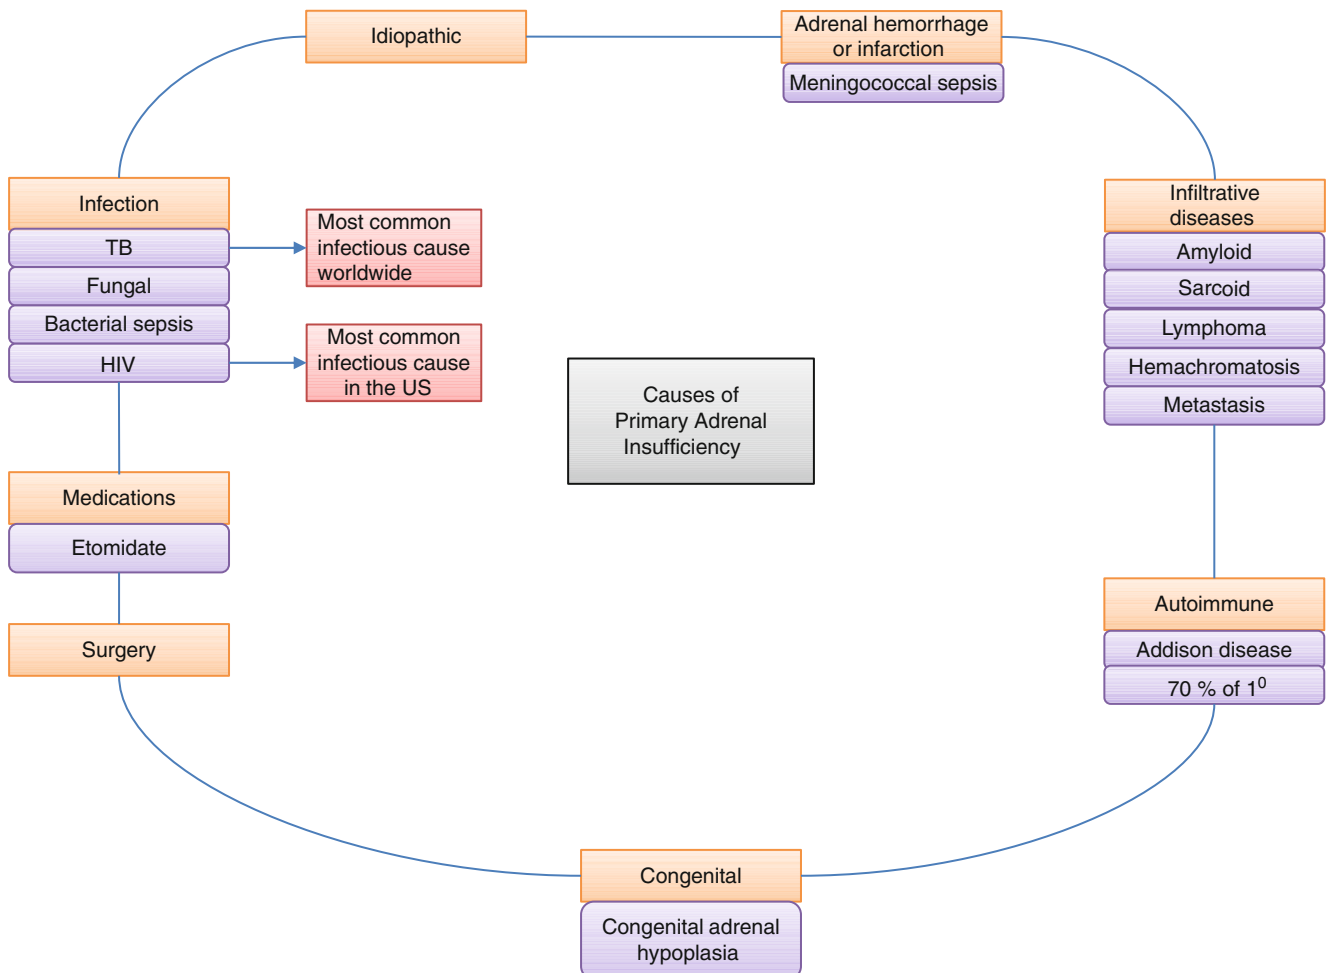 Idiopathic
Adrenal hemorrhage
or infarction
Meningococcal sepsis
Infection
TB
Fungal
Bacterial sepsis
HIV
Most common
infectious cause
worldwide
Most common
infectious cause
in the US
Infiltrative
diseases
Amyloid
Sarcoid
Lymphoma
Hemachromatosis
Metastasis
Causes of
Primary Adrenal
Insufficiency
Medications
Etomidate
Surgery
Autoimmune
Addison disease
70 % of 1⁰
Congenital
Congenital adrenal
hypoplasia